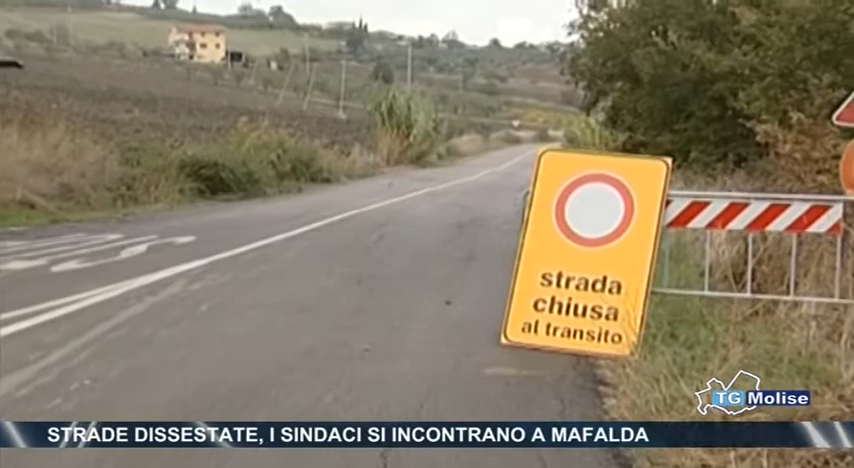 strada
chiusa
al transito
TG Molise
STRADE DISSESTATE, I SINDACI SI INCONTRANO A MAFALDA